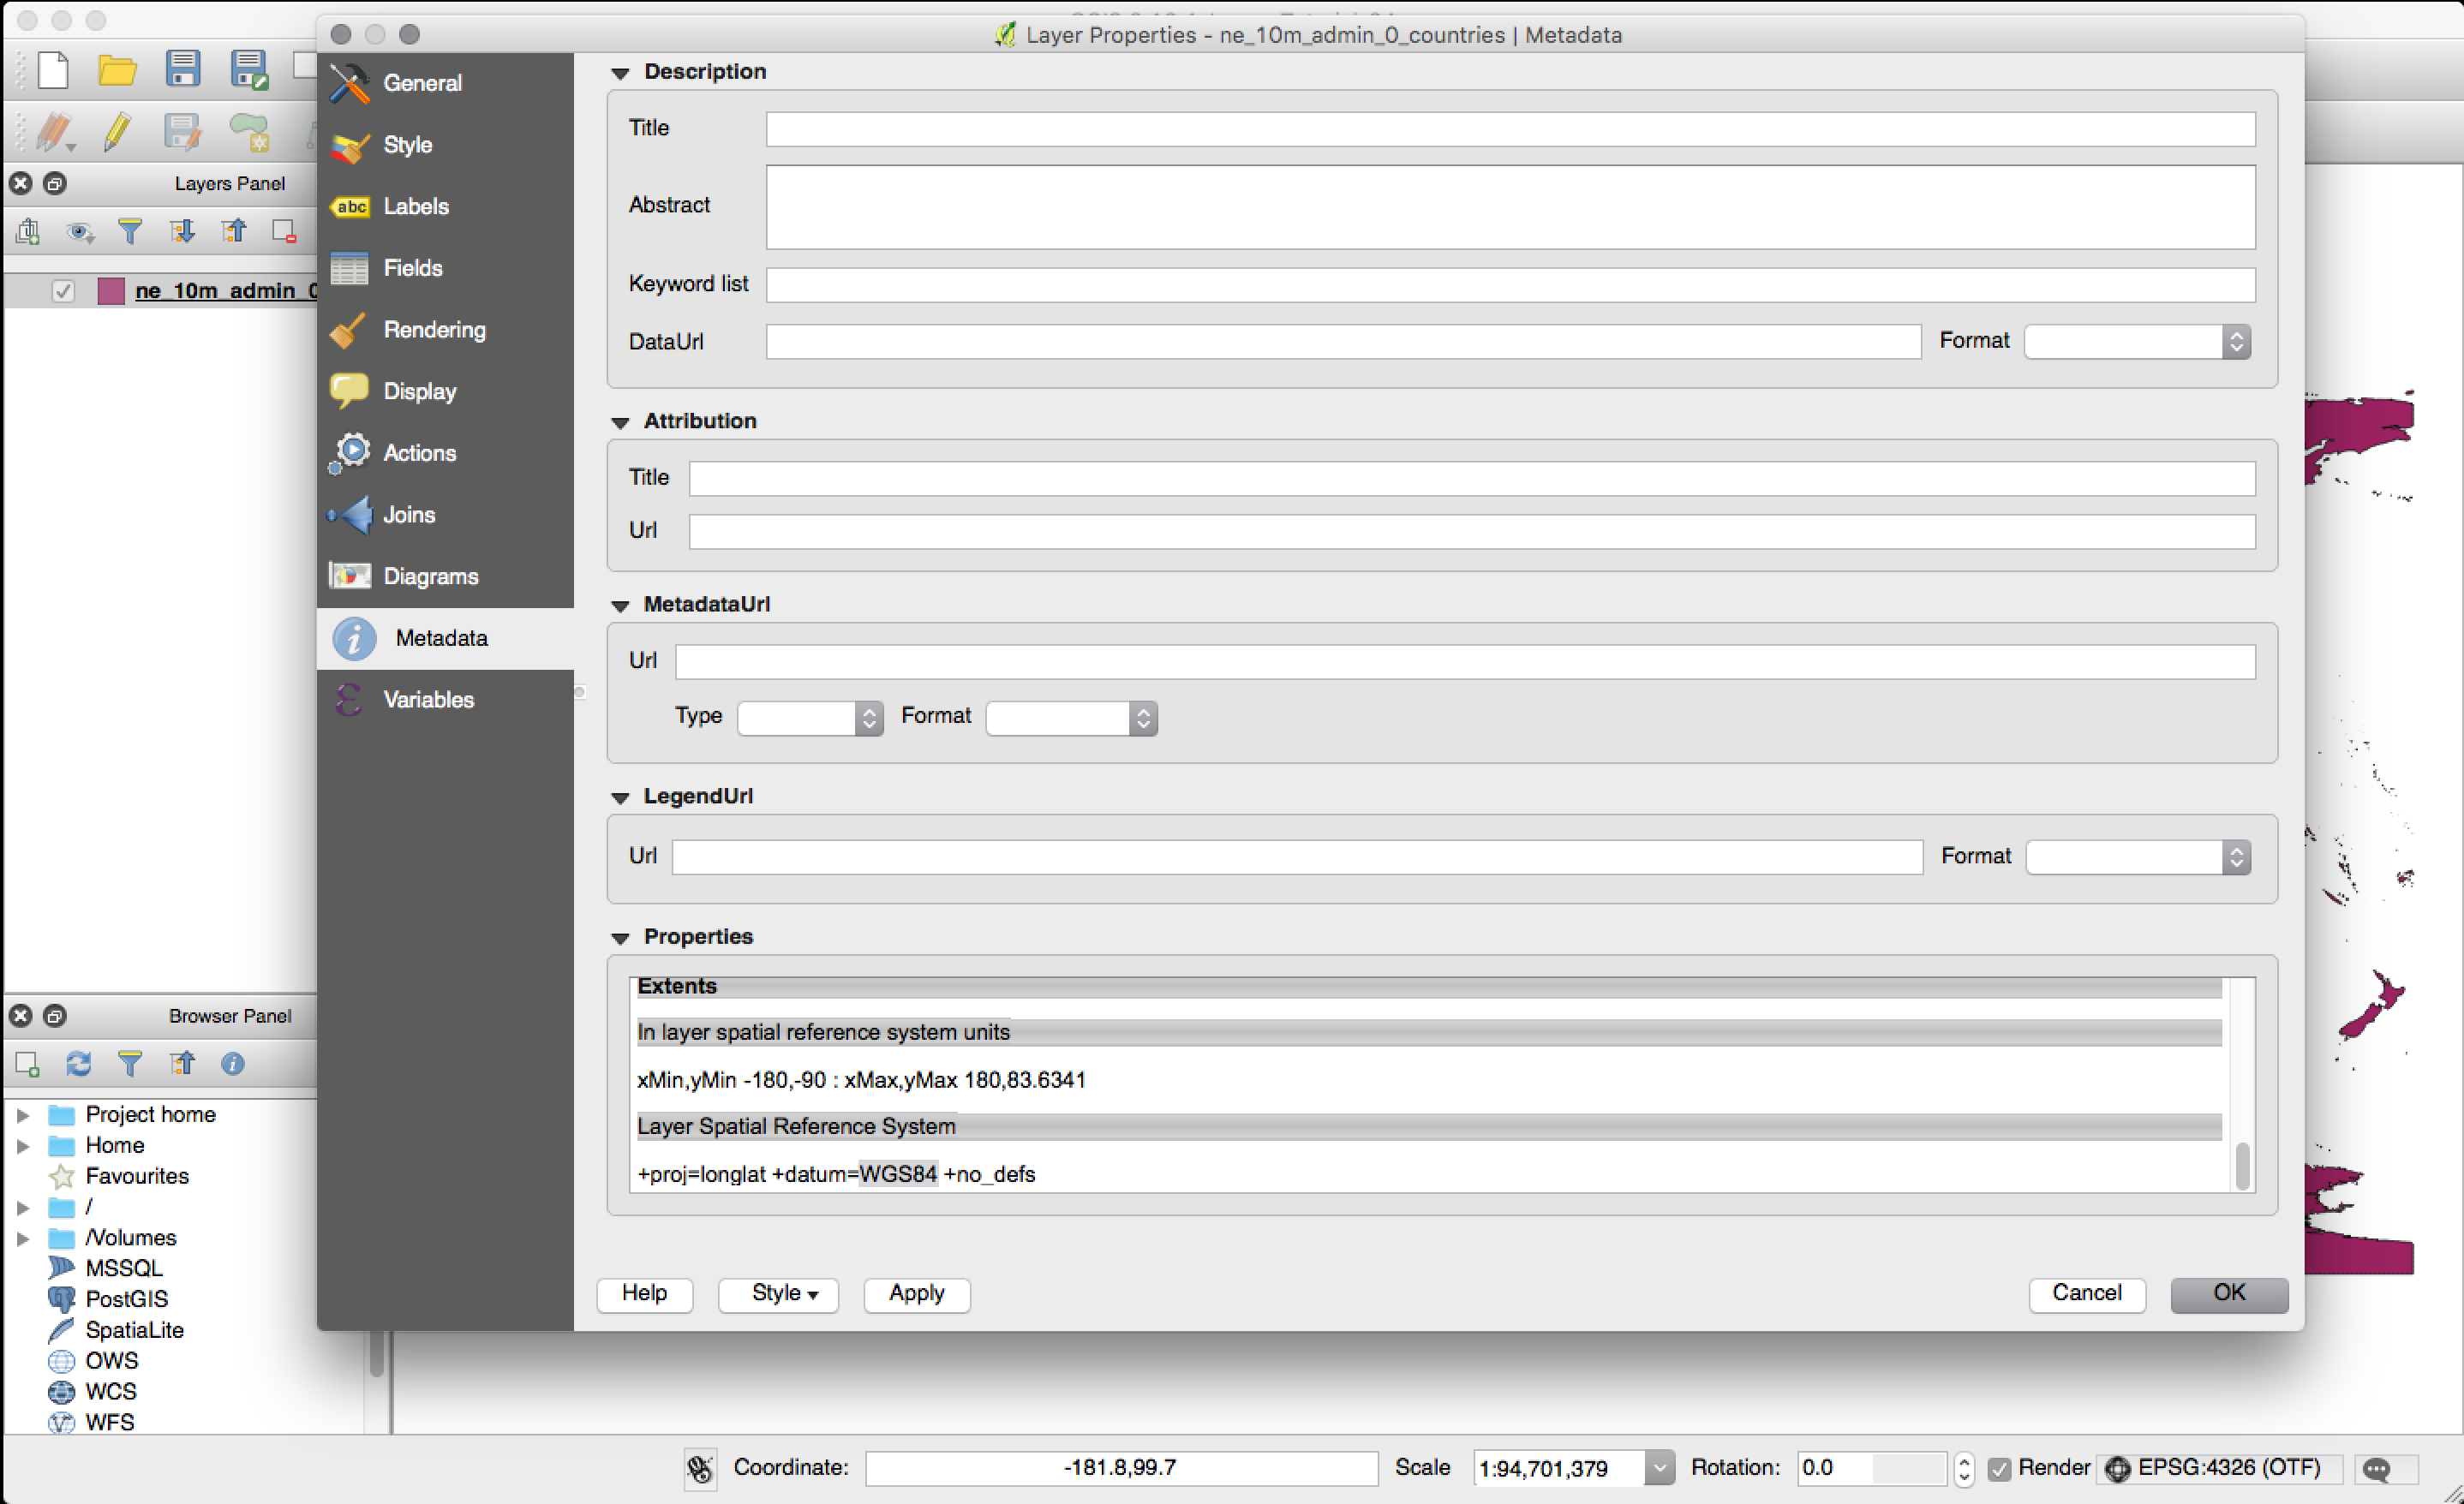 Layer Properties - ne_10m_admin_0_countries | Metadata
General
Style
abc Labels
Fields
Rendering
Display
Actions
Joins
Diagrams
Metadata
Variables
Layers Panel
ne_10m_admin_0
Browser Panel
Project home
Home
Favourites
/
/Volumes
MSSQL
PostGIS
SpatiaLite
OWS
WCS
WFS
Description
Title
Abstract
Keyword list
DataUrl Format
Attribution
Title
Url
MetadataUrl
Url
Type Format
LegendUrl
Url Format
Properties
Extents
In layer spatial reference system units
xMin,yMin -180,-90 : xMax,yMax 180,83.6341
Layer Spatial Reference System
+proj=longlat +datum=WGS84 +no_defs
Help Style Apply Cancel OK
Coordinate: -181.8,99.7 Scale 1:94,701,379 Rotation: 0.0 Render EPSG:4326 (OTF)